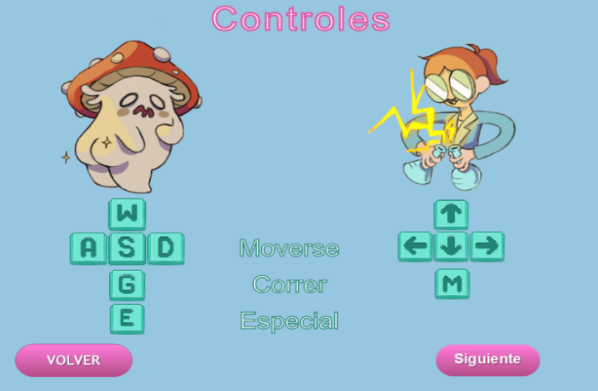 Controles
W ↑
A S D Moverse ← ↓ →
G Correr M
E Especial
VOLVER Siguiente